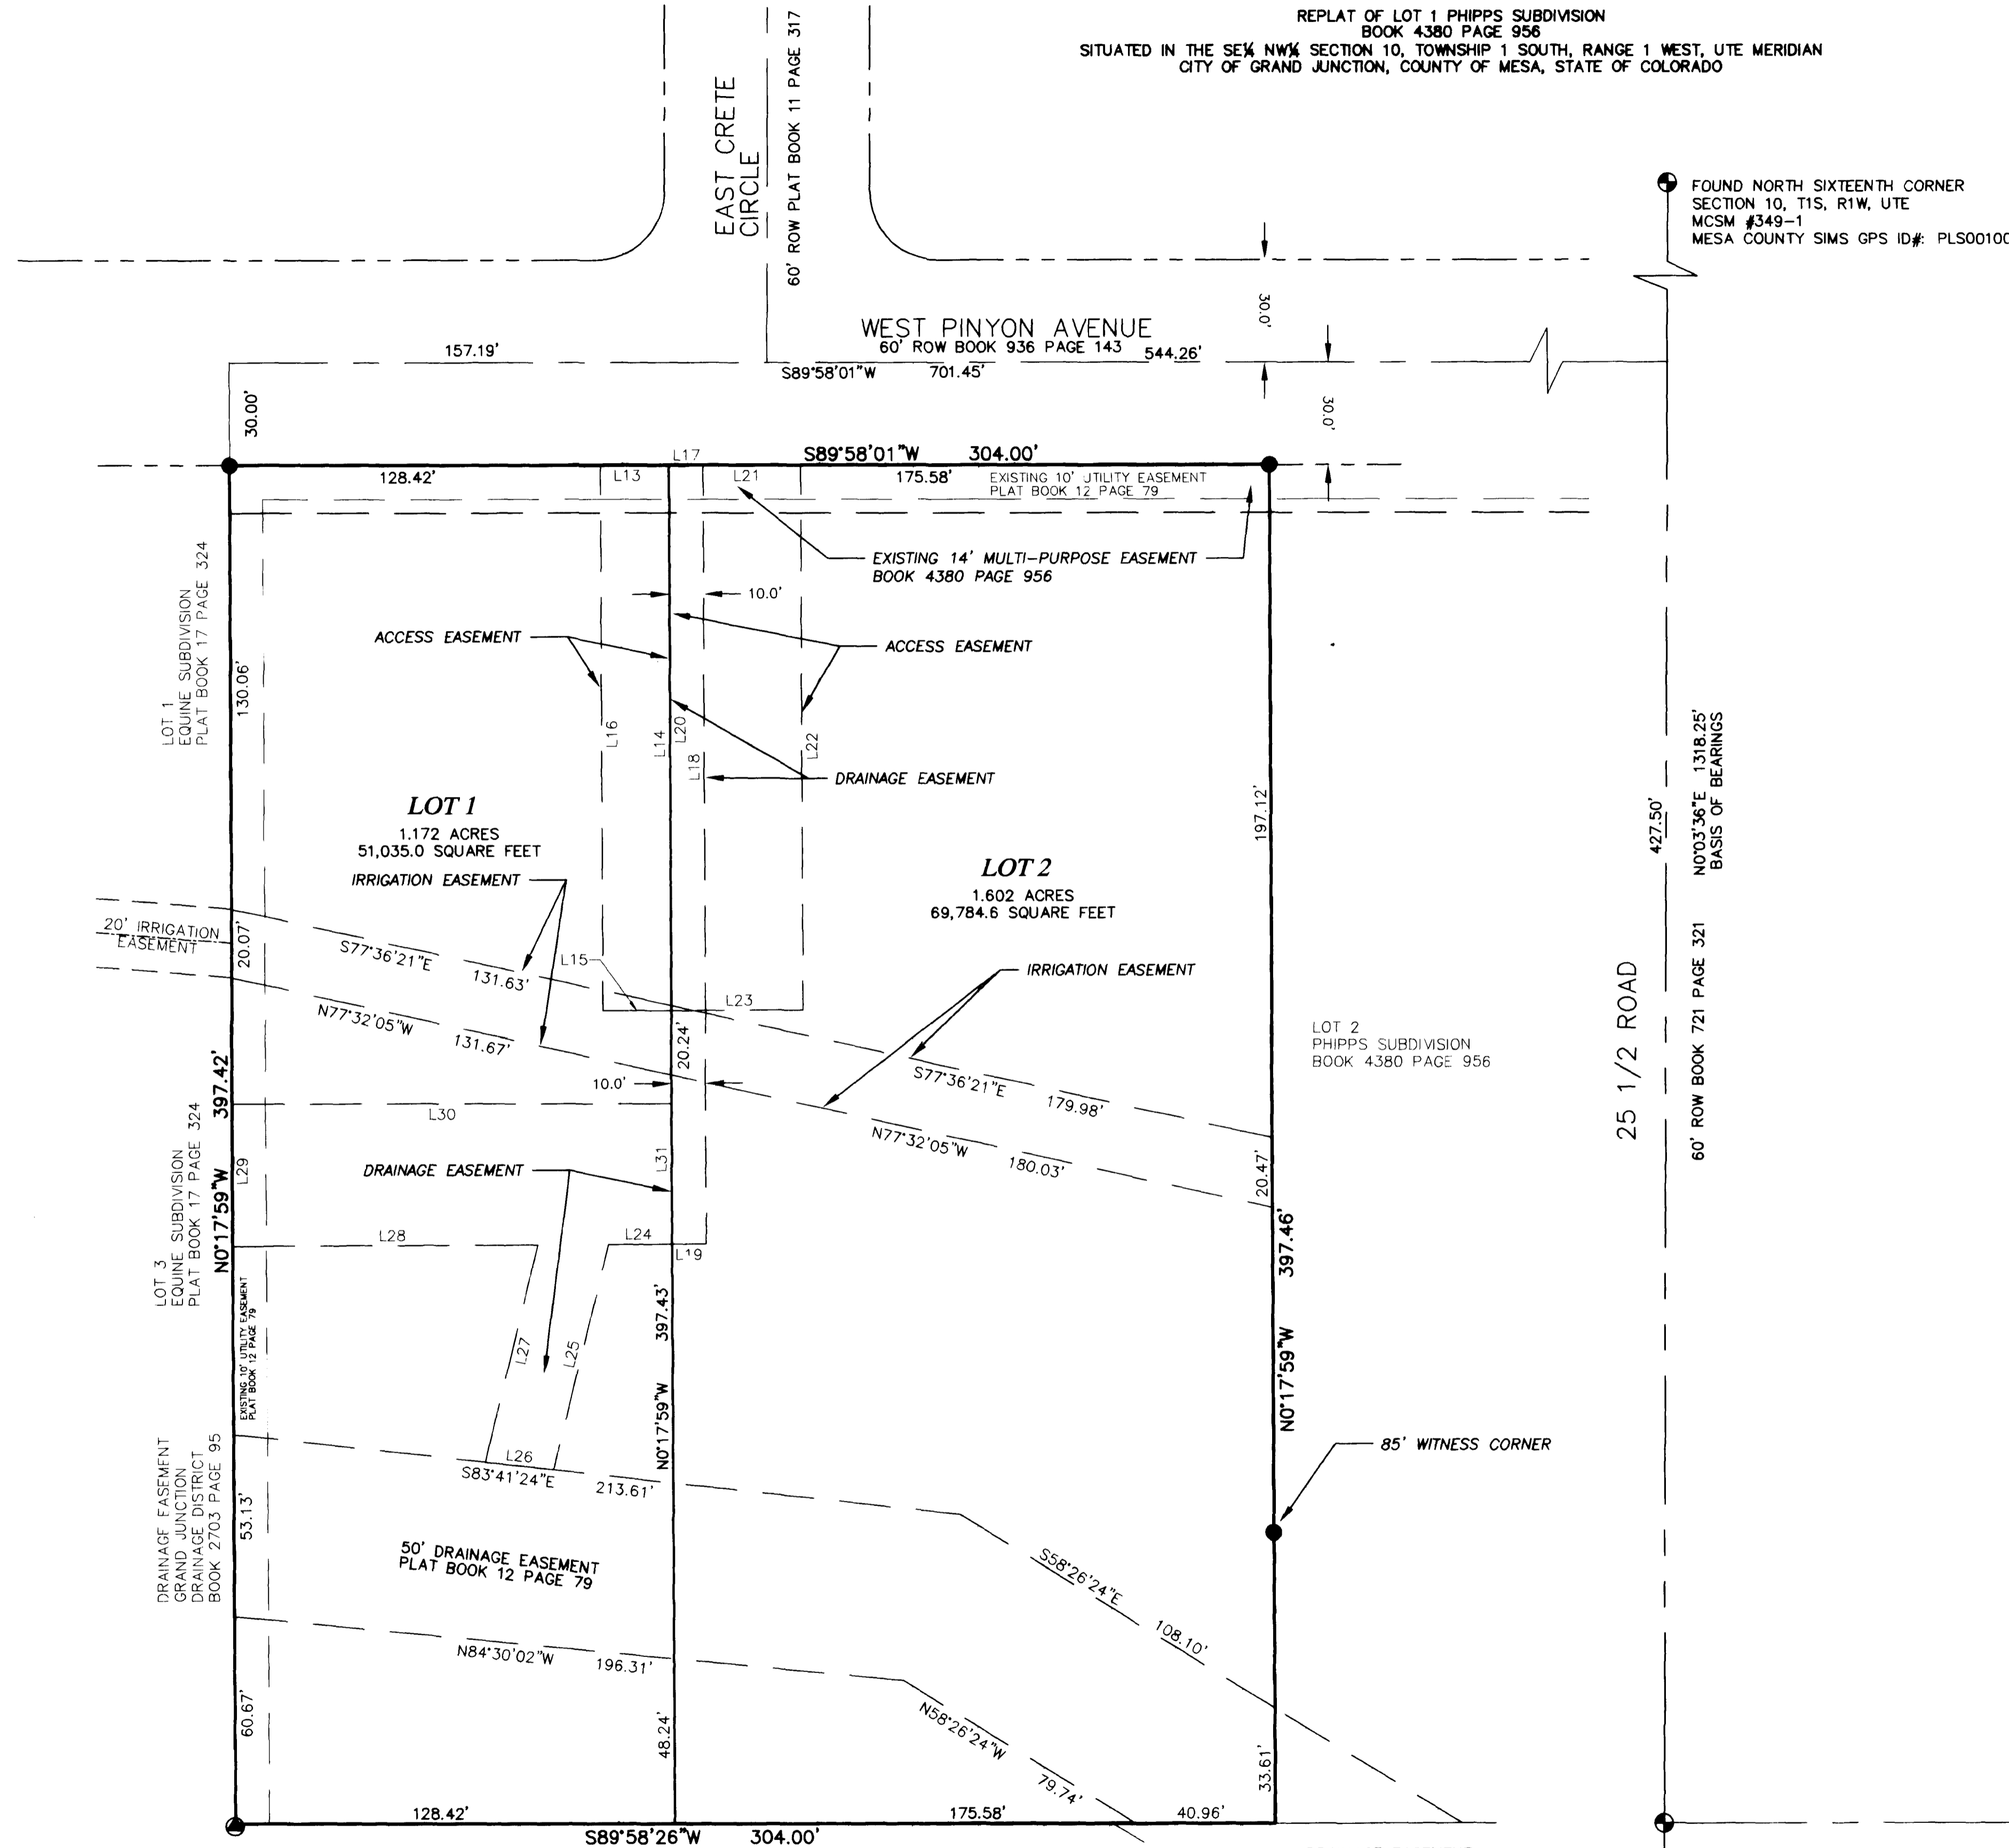 REPLAT OF LOT 1 PHIPPS SUBDIVISION
BOOK 4380 PAGE 956
SITUATED IN THE SE¼ NW¼ SECTION 10, TOWNSHIP 1 SOUTH, RANGE 1 WEST, UTE MERIDIAN
CITY OF GRAND JUNCTION, COUNTY OF MESA, STATE OF COLORADO
EAST CRETE
CIRCLE
60' ROW PLAT BOOK 11 PAGE 317
FOUND NORTH SIXTEENTH CORNER
SECTION 10, T1S, R1W, UTE
MCSM #349-1
MESA COUNTY SIMS GPS ID#: PLS00100
30.0'
WEST PINYON AVENUE
60' ROW BOOK 936 PAGE 143
544.26'
157.19'
S89°58'01"W 701.45'
30.00'
30.0'
S89°58'01"W 304.00'
L17
128.42'
L13
L21
175.58'
EXISTING 10' UTILITY EASEMENT
PLAT BOOK 12 PAGE 79
EXISTING 14' MULTI-PURPOSE EASEMENT
BOOK 4380 PAGE 956
10.0'
LOT 1
EQUINE SUBDIVISION
PLAT BOOK 17 PAGE 324
130.06'
ACCESS EASEMENT
ACCESS EASEMENT
L16
L14
L20
L18
L22
DRAINAGE EASEMENT
LOT 1
1.172 ACRES
51,035.0 SQUARE FEET
IRRIGATION EASEMENT
LOT 2
1.602 ACRES
69,784.6 SQUARE FEET
197.12'
427.50'
N0°03'36"E 1318.25'
BASIS OF BEARINGS
20' IRRIGATION
EASEMENT
20.07'
S77°36'21"E 131.63'
L15
L23
IRRIGATION EASEMENT
N77°32'05"W 131.67'
20.24'
10.0'
S77°36'21"E 179.98'
N77°32'05"W 180.03'
20.47'
LOT 2
PHIPPS SUBDIVISION
BOOK 4380 PAGE 956
25 1/2 ROAD
60' ROW BOOK 721 PAGE 321
N0°17'59"W 397.42'
L30
L29
L31
DRAINAGE EASEMENT
LOT 3
EQUINE SUBDIVISION
PLAT BOOK 17 PAGE 324
L28
L24
L19
EXISTING 10' UTILITY EASEMENT
PLAT BOOK 12 PAGE 79
L27
L25
N0°17'59"W 397.43'
N0°17'59"W 397.46'
85' WITNESS CORNER
L26
S83°41'24"E 213.61'
DRAINAGE EASEMENT
GRAND JUNCTION
DRAINAGE DISTRICT
BOOK 2703 PAGE 95
53.13'
50' DRAINAGE EASEMENT
PLAT BOOK 12 PAGE 79
S58°26'24"E 108.10'
N84°30'02"W 196.31'
60.67'
48.24'
N58°26'24"W 79.74'
33.61'
128.42'
175.58'
40.96'
S89°58'26"W 304.00'